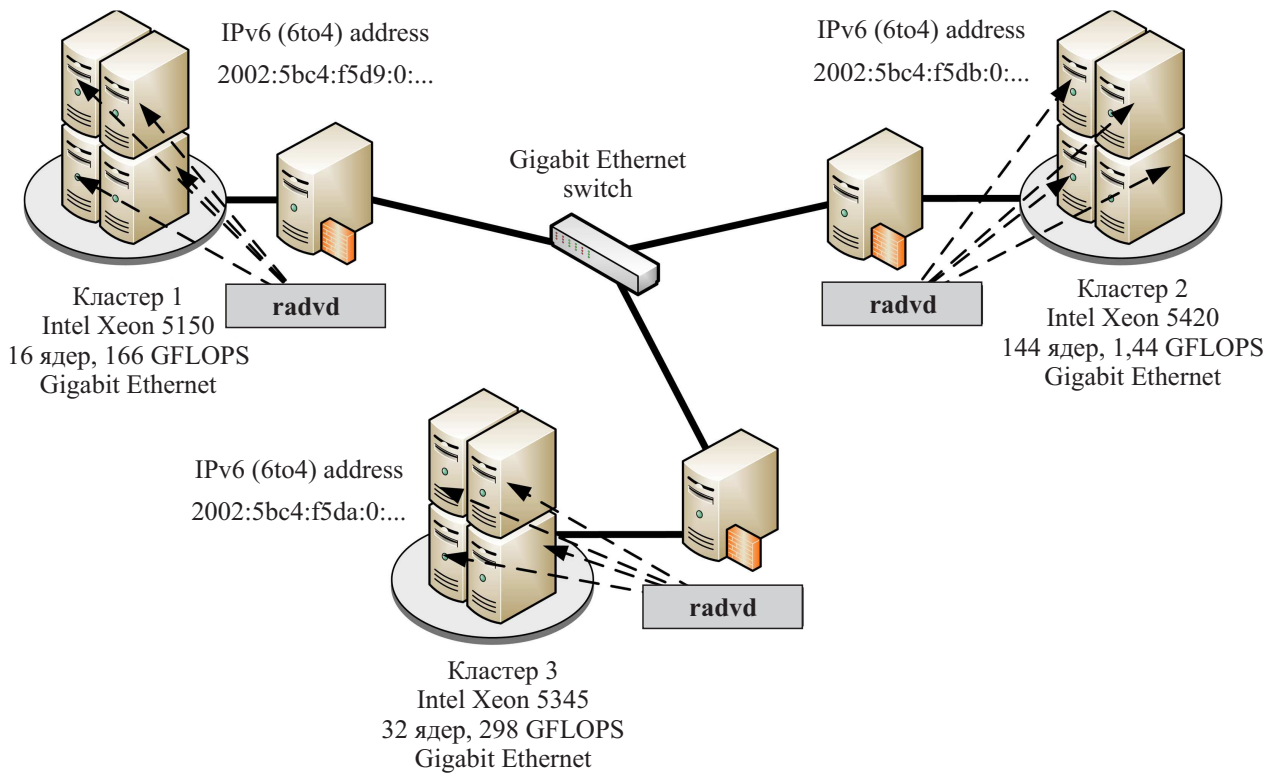 IPv6 (6to4) address
2002:5bc4:f5d9:0:...
IPv6 (6to4) address
2002:5bc4:f5db:0:...
Gigabit Ethernet
switch
radvd
Кластер 1
Intel Xeon 5150
16 ядер, 166 GFLOPS
Gigabit Ethernet
radvd
Кластер 2
Intel Xeon 5420
144 ядер, 1,44 GFLOPS
Gigabit Ethernet
IPv6 (6to4) address
2002:5bc4:f5da:0:...
radvd
Кластер 3
Intel Xeon 5345
32 ядер, 298 GFLOPS
Gigabit Ethernet